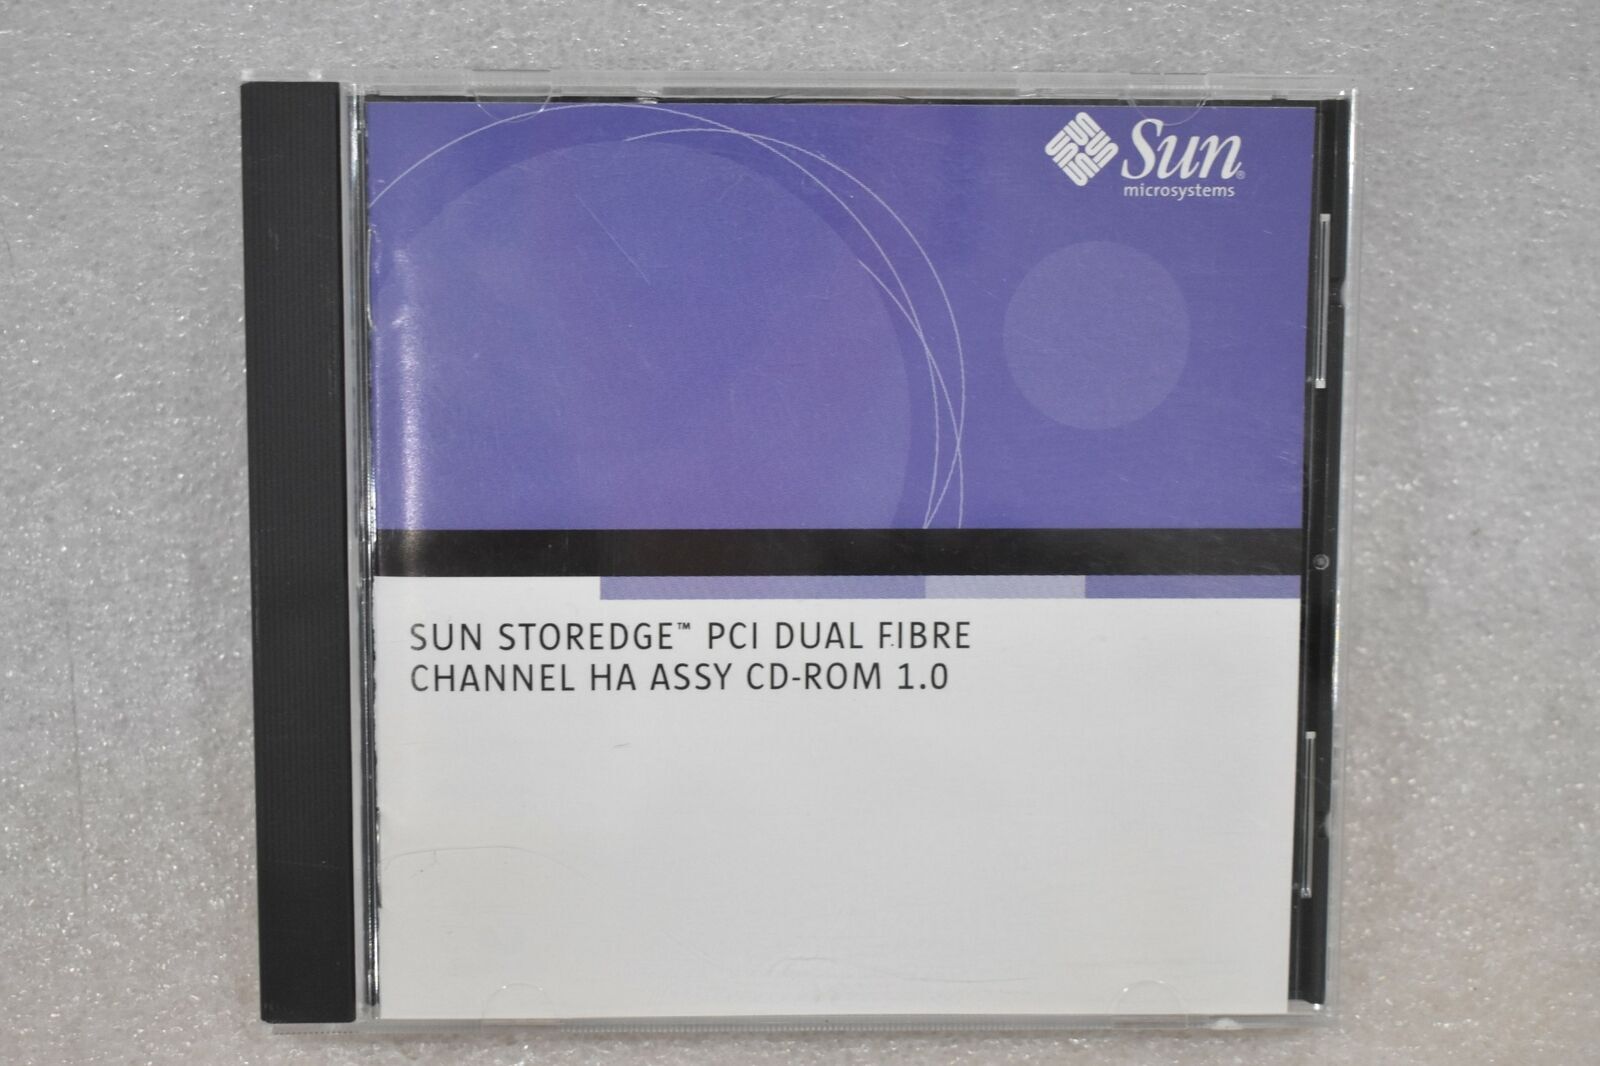 Sun®
microsystems
SUN STOREDGE™ PCI DUAL FIBRE
CHANNEL HA ASSY CD-ROM 1.0